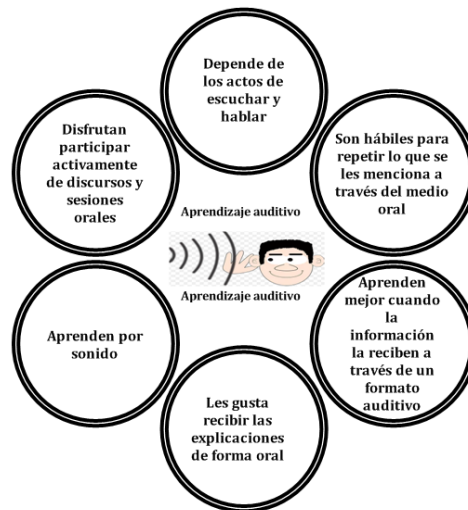 Depende de
los actos de
escuchar y
hablar
Disfrutan
participar
activamente
de discursos y
sesiones
orales
Son hábiles para
repetir lo que se
les menciona a
través del medio
oral
Aprendizaje auditivo
Aprendizaje auditivo
Aprenden por
sonido
Aprenden
mejor cuando
la
información
la reciben a
través de un
formato
auditivo
Les gusta
recibir las
explicaciones
de forma oral